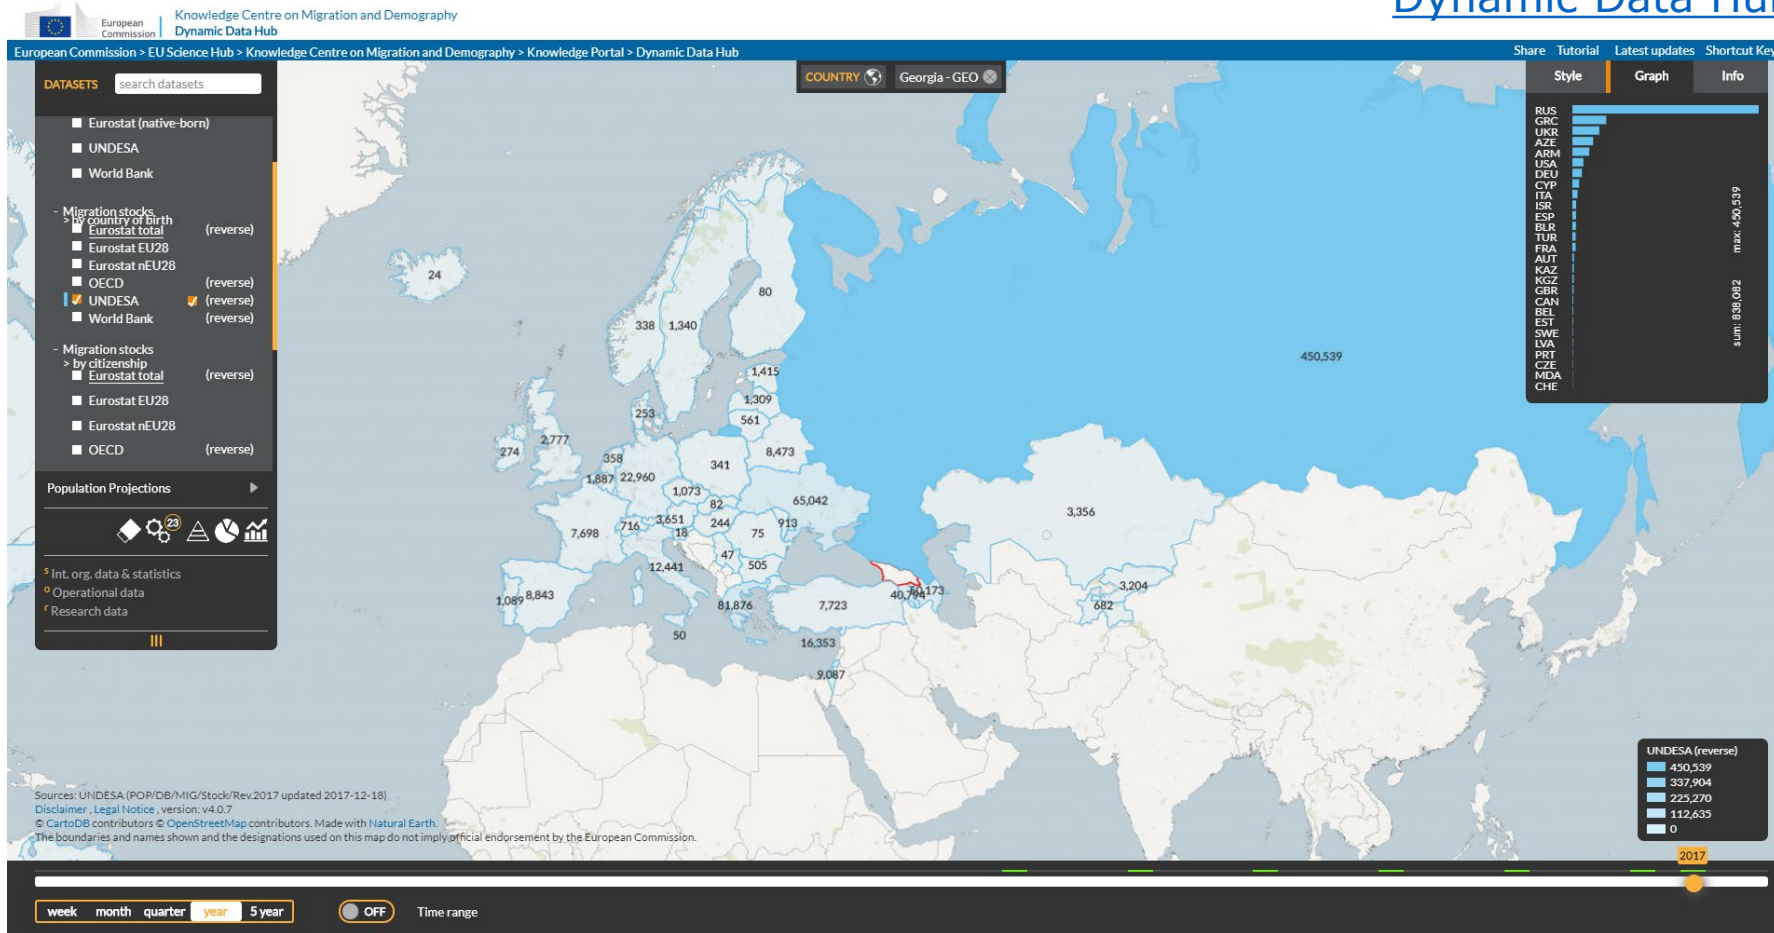 Dynamic Data Hub
European
Commission
Knowledge Centre on Migration and Demography
Dynamic Data Hub
European Commission > EU Science Hub > Knowledge Centre on Migration and Demography > Knowledge Portal > Dynamic Data Hub
Share Tutorial Latest updates Shortcut Key
DATASETS search datasets
COUNTRY Georgia - GEO
Style Graph Info
Eurostat (native-born)
UNDESA
World Bank
- Migration stocks
> by country of birth
Eurostat total (reverse)
Eurostat EU28
Eurostat nEU28
OECD (reverse)
UNDESA (reverse)
World Bank (reverse)
- Migration stocks
> by citizenship
Eurostat total (reverse)
Eurostat EU28
Eurostat nEU28
OECD (reverse)
Population Projections
23
s Int. org. data & statistics
o Operational data
r Research data
24
80
338
1,340
450,539
1,415
1,309
561
253
2,777
274
358
8,473
341
1,887
22,960
1,073
82
65,042
3,356
7,698
716
3,651
18
244
75
913
47
505
12,441
1,089
8,843
81,876
7,723
40,794
50,173
3,204
682
50
16,353
9,087
RUS
GRC
UKR
AZE
ARM
USA
DEU
CYP
ITA
ISR
ESP
BLR
TUR
FRA
AUT
KAZ
KGZ
GBR
CAN
BEL
EST
SWE
LVA
PRT
CZE
MDA
CHE
max: 450,539
sum: 838,082
UNDESA (reverse)
450,539
337,904
225,270
112,635
0
Sources: UNDESA (POP/DB/MIG/Stock/Rev.2017 updated 2017-12-18)
Disclaimer , Legal Notice , version: v4.0.7
© CartoDB contributors © OpenStreetMap contributors. Made with Natural Earth.
The boundaries and names shown and the designations used on this map do not imply official endorsement by the European Commission.
2017
week month quarter year 5 year OFF Time range